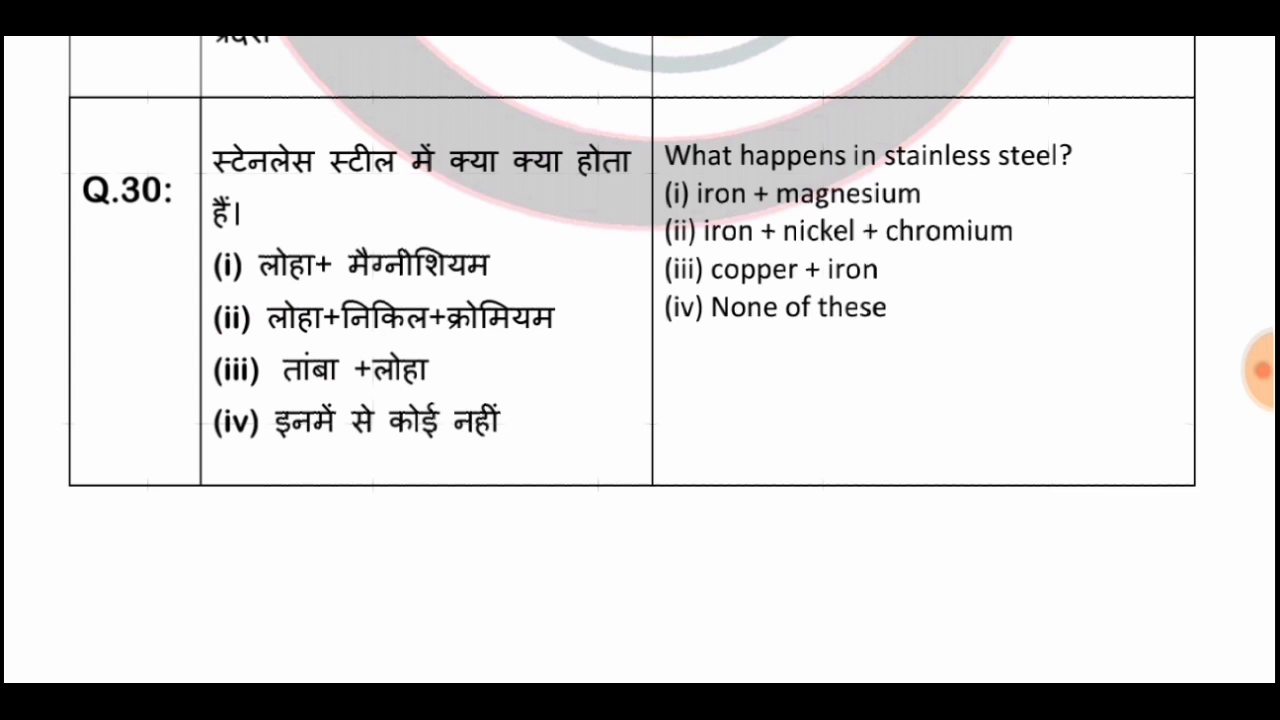 Q.30:
स्टेनलेस स्टील में क्या क्या होता
हैं।
(i) लोहा+ मैग्नीशियम
(ii) लोहा+निकिल+क्रोमियम
(iii) तांबा +लोहा
(iv) इनमें से कोई नहीं
What happens in stainless steel?
(i) iron + magnesium
(ii) iron + nickel + chromium
(iii) copper + iron
(iv) None of these